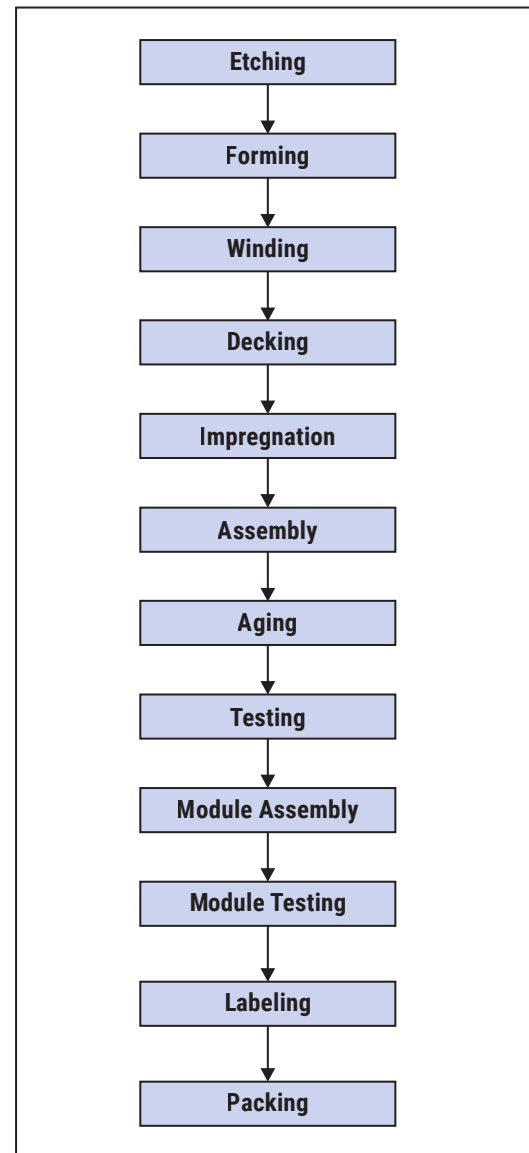 Etching
Forming
Winding
Decking
Impregnation
Assembly
Aging
Testing
Module Assembly
Module Testing
Labeling
Packing